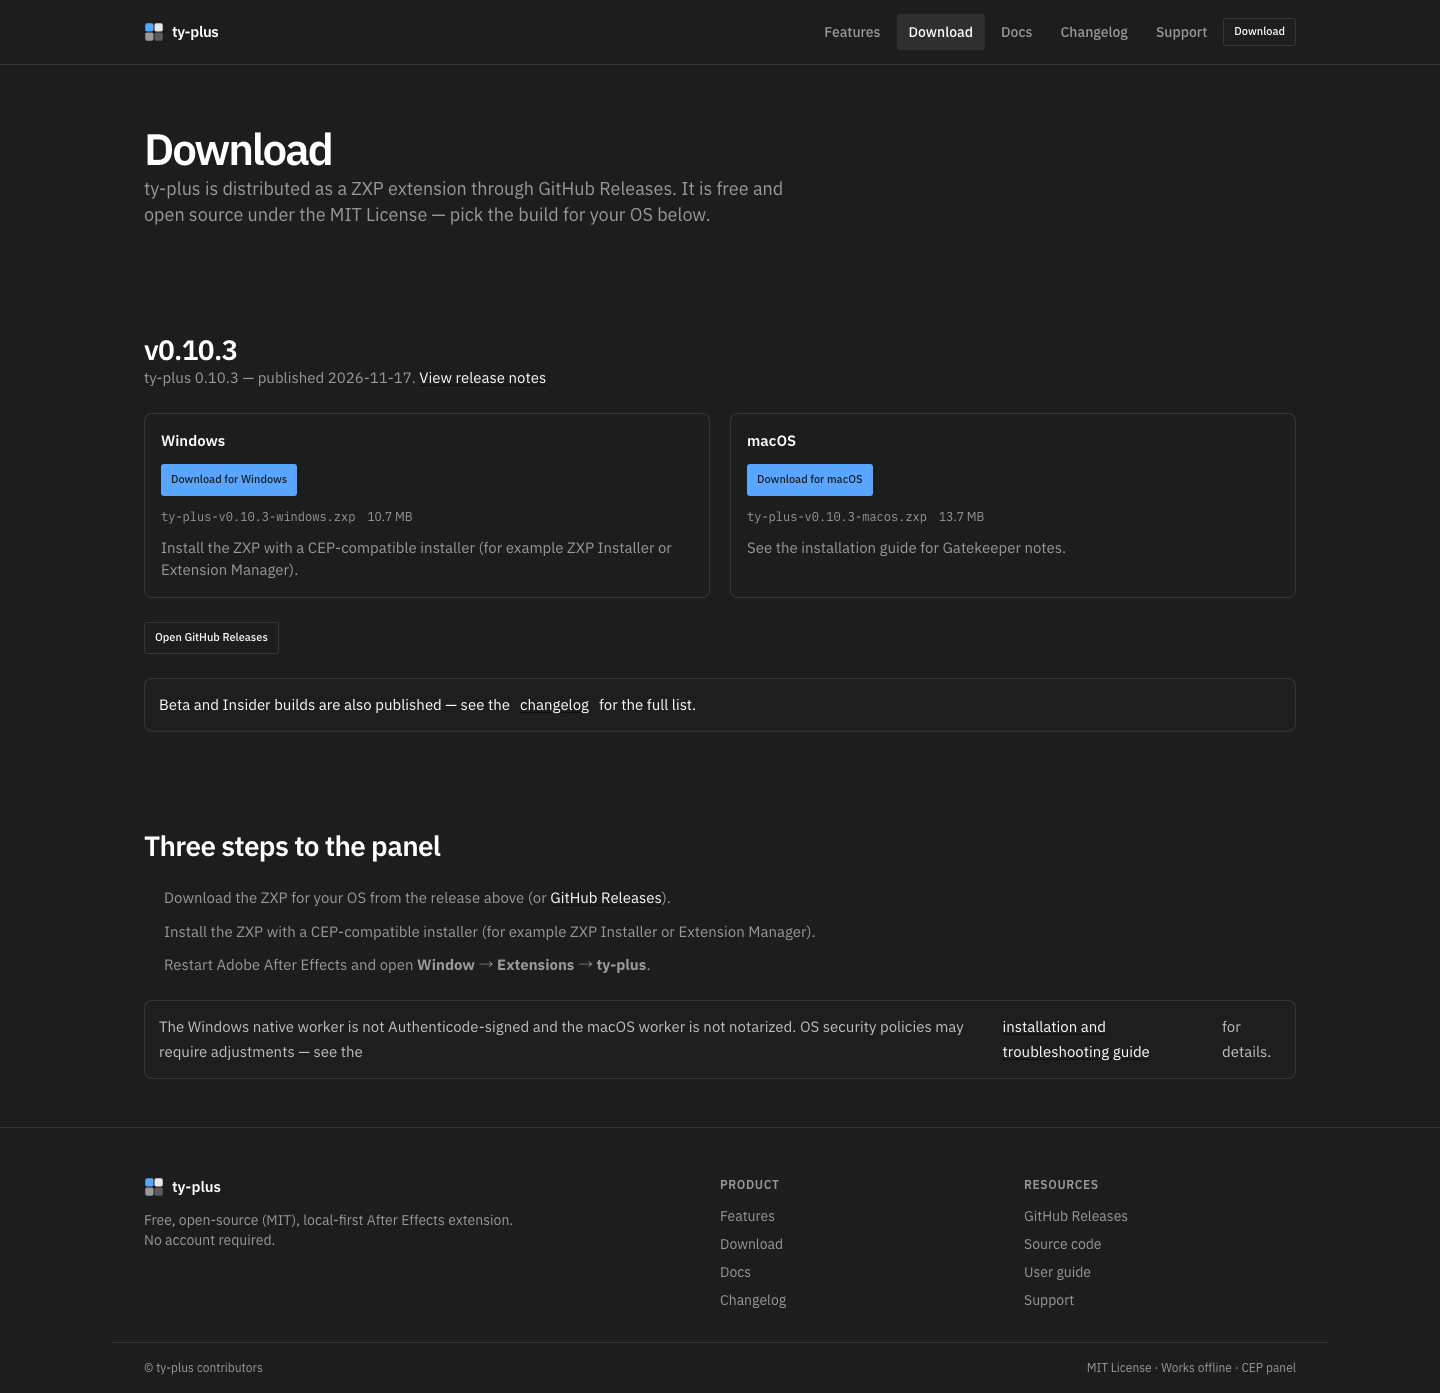 ty-plus
Features
Download
Docs
Changelog
Support
Download
Download
ty-plus is distributed as a ZXP extension through GitHub Releases. It is free and
open source under the MIT License — pick the build for your OS below.
v0.10.3
ty-plus 0.10.3 — published 2026-11-17. View release notes
Windows
Download for Windows
ty-plus-v0.10.3-windows.zxp 10.7 MB
Install the ZXP with a CEP-compatible installer (for example ZXP Installer or
Extension Manager).
macOS
Download for macOS
ty-plus-v0.10.3-macos.zxp 13.7 MB
See the installation guide for Gatekeeper notes.
Open GitHub Releases
Beta and Insider builds are also published — see the changelog for the full list.
Three steps to the panel
Download the ZXP for your OS from the release above (or GitHub Releases).
Install the ZXP with a CEP-compatible installer (for example ZXP Installer or Extension Manager).
Restart Adobe After Effects and open Window → Extensions → ty-plus.
The Windows native worker is not Authenticode-signed and the macOS worker is not notarized. OS security policies may
require adjustments — see the
installation and
troubleshooting guide
for
details.
ty-plus
Free, open-source (MIT), local-first After Effects extension.
No account required.
PRODUCT
Features
Download
Docs
Changelog
RESOURCES
GitHub Releases
Source code
User guide
Support
© ty-plus contributors
MIT License · Works offline · CEP panel